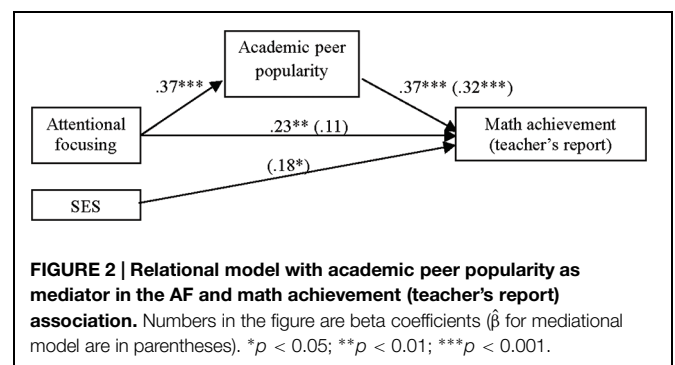 Academic peer
popularity
.37***
.37*** (.32***)
Attentional
focusing
.23** (.11)
Math achievement
(teacher's report)
(.18*)
SES
FIGURE 2 | Relational model with academic peer popularity as
mediator in the AF and math achievement (teacher's report)
association. Numbers in the figure are beta coefficients (β̂ for mediational
model are in parentheses). *p < 0.05; **p < 0.01; ***p < 0.001.